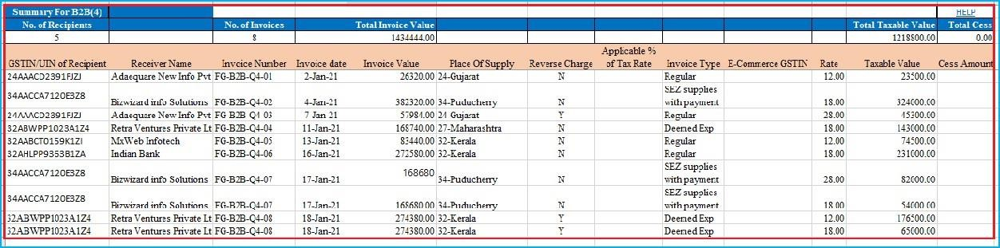 Summary For B2B(4) HELP
No. of Recipients No. of Invoices Total Invoice Value Total Taxable Value Total Cess
5 8 1434444.00 1218800.00 0.00
Applicable %
GSTIN/UIN of Recipient Receiver Name Invoice Number Invoice date Invoice Value Place Of Supply Reverse Charge of Tax Rate Invoice Type E-Commerce GSTIN Rate Taxable Value Cess Amount
24AAACD2391FJZJ Adaequare New Info Pvt FG-B2B-Q4-01 2-Jan-21 26320.00 24-Gujarat N Regular 12.00 23500.00
SEZ supplies
34AACCA7120E3Z8 Bizwizard info Solutions FG-B2B-Q4-02 4-Jan-21 382320.00 34-Puducherry N with payment 18.00 324000.00
24AAACD2391FJZJ Adaequare New Info Pvt FG-B2B-Q4-03 7-Jan-21 57984.00 24-Gujarat Y Regular 28.00 45300.00
32ABWPP1023A1Z4 Retra Ventures Private Lt FG-B2B-Q4-04 11-Jan-21 168740.00 27-Maharashtra N Deemed Exp 18.00 143000.00
32AABCT0159K1ZI MxWeb Infotech FG-B2B-Q4-05 13-Jan-21 83440.00 32-Kerala N Regular 12.00 74500.00
32AHLPP9353B1ZA Indian Bank FG-B2B-Q4-06 16-Jan-21 272580.00 32-Kerala N Regular 18.00 231000.00
SEZ supplies
34AACCA7120E3Z8 Bizwizard info Solutions FG-B2B-Q4-07 17-Jan-21 168680 34-Puducherry N with payment 28.00 82000.00
SEZ supplies
34AACCA7120E3Z8 Bizwizard info Solutions FG-B2B-Q4-07 17-Jan-21 168680.00 34-Puducherry N with payment 18.00 54000.00
32ABWPP1023A1Z4 Retra Ventures Private Lt FG-B2B-Q4-08 18-Jan-21 274380.00 32-Kerala Y Deemed Exp 12.00 176500.00
32ABWPP1023A1Z4 Retra Ventures Private Lt FG-B2B-Q4-08 18-Jan-21 274380.00 32-Kerala Y Deemed Exp 18.00 65000.00